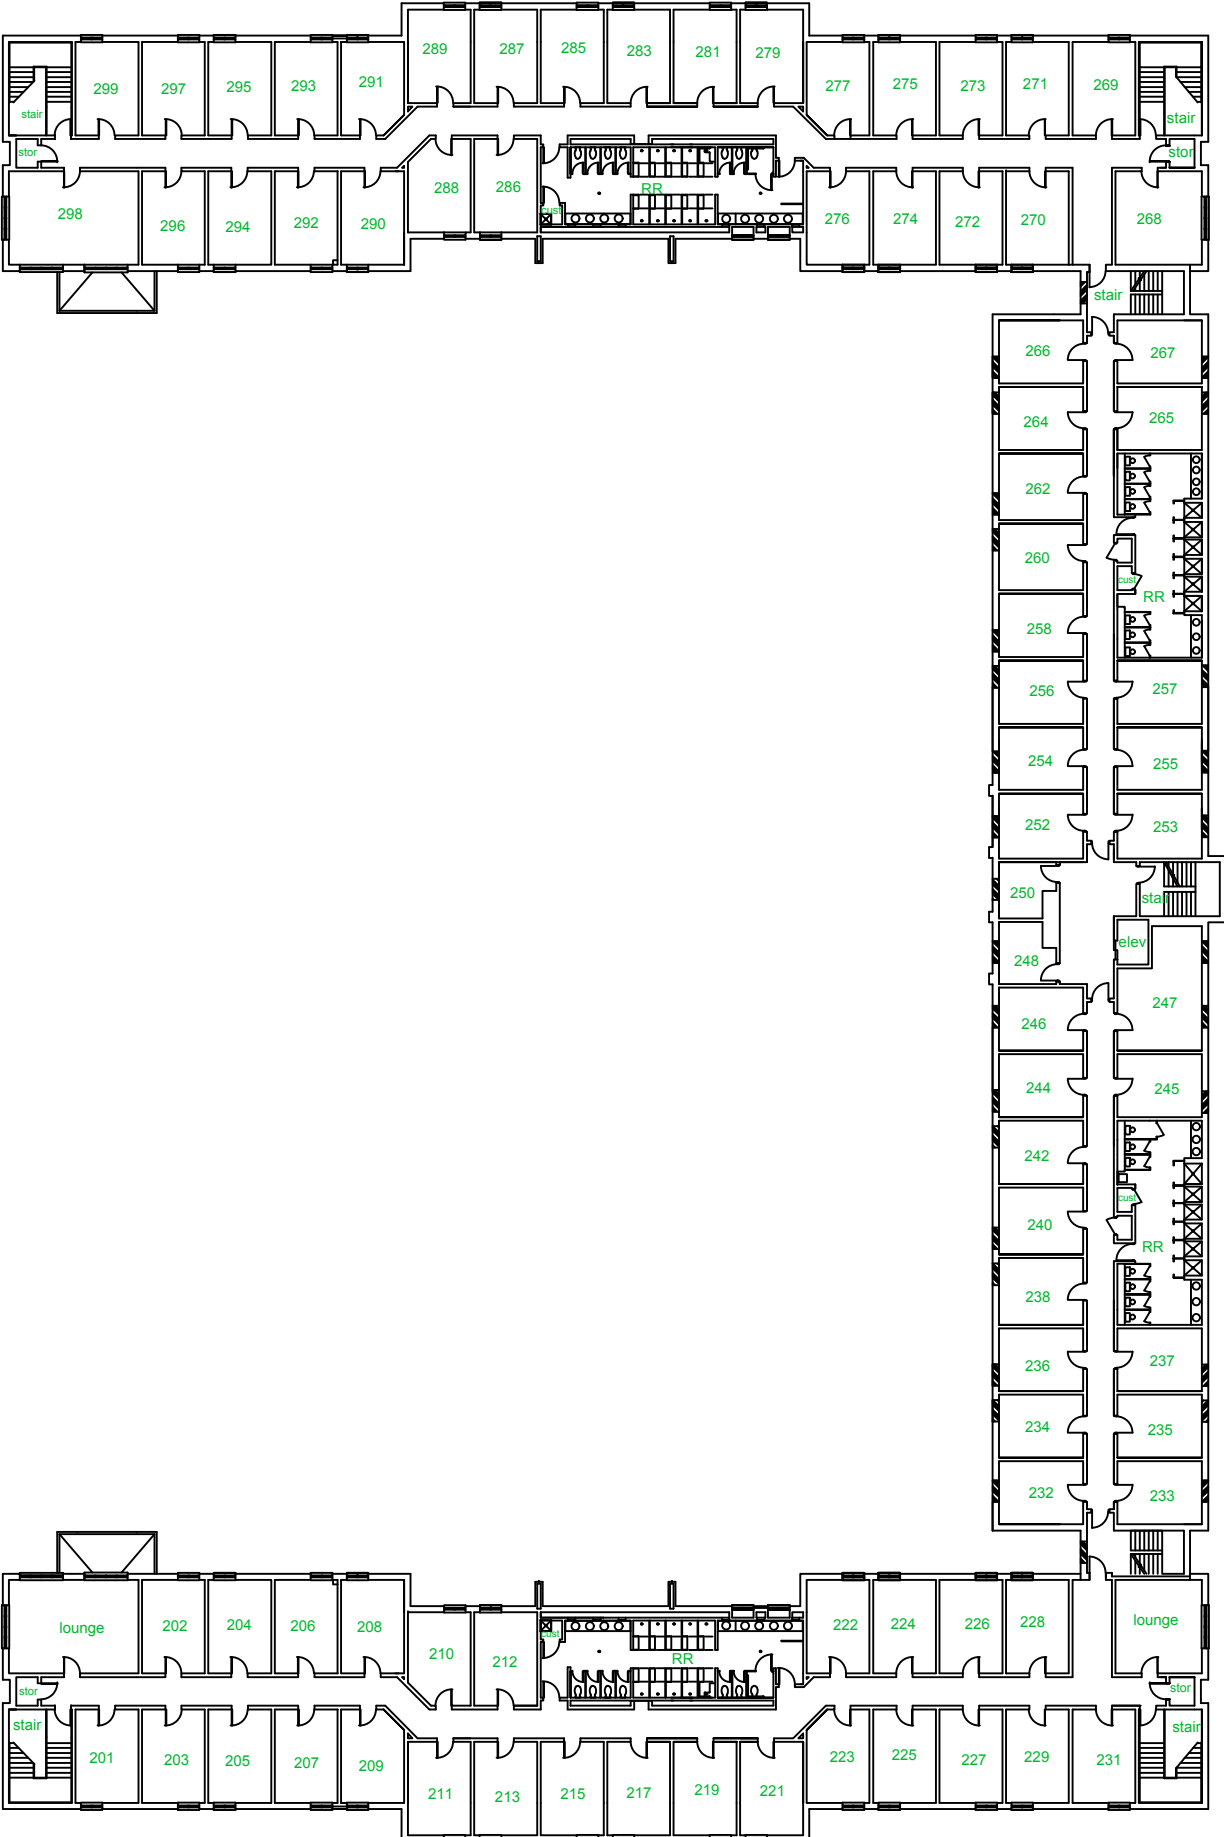 289 287 285 283 281 279
299 297 295 293 291 277 275 273 271 269
stair stair
stor stor
288 286 RR
298 296 294 292 290 cust 276 274 272 270 268
stair
266 267
264 265
262
260
cust
RR
258
256 257
254 255
252 253
250 stair
elev
248
247
246
244 245
242
cust
240
RR
238
236 237
234 235
232 233
lounge 202 204 206 208 222 224 226 228 lounge
cust
210 212 RR
stor stor
stair stair
201 203 205 207 209 223 225 227 229 231
211 213 215 217 219 221